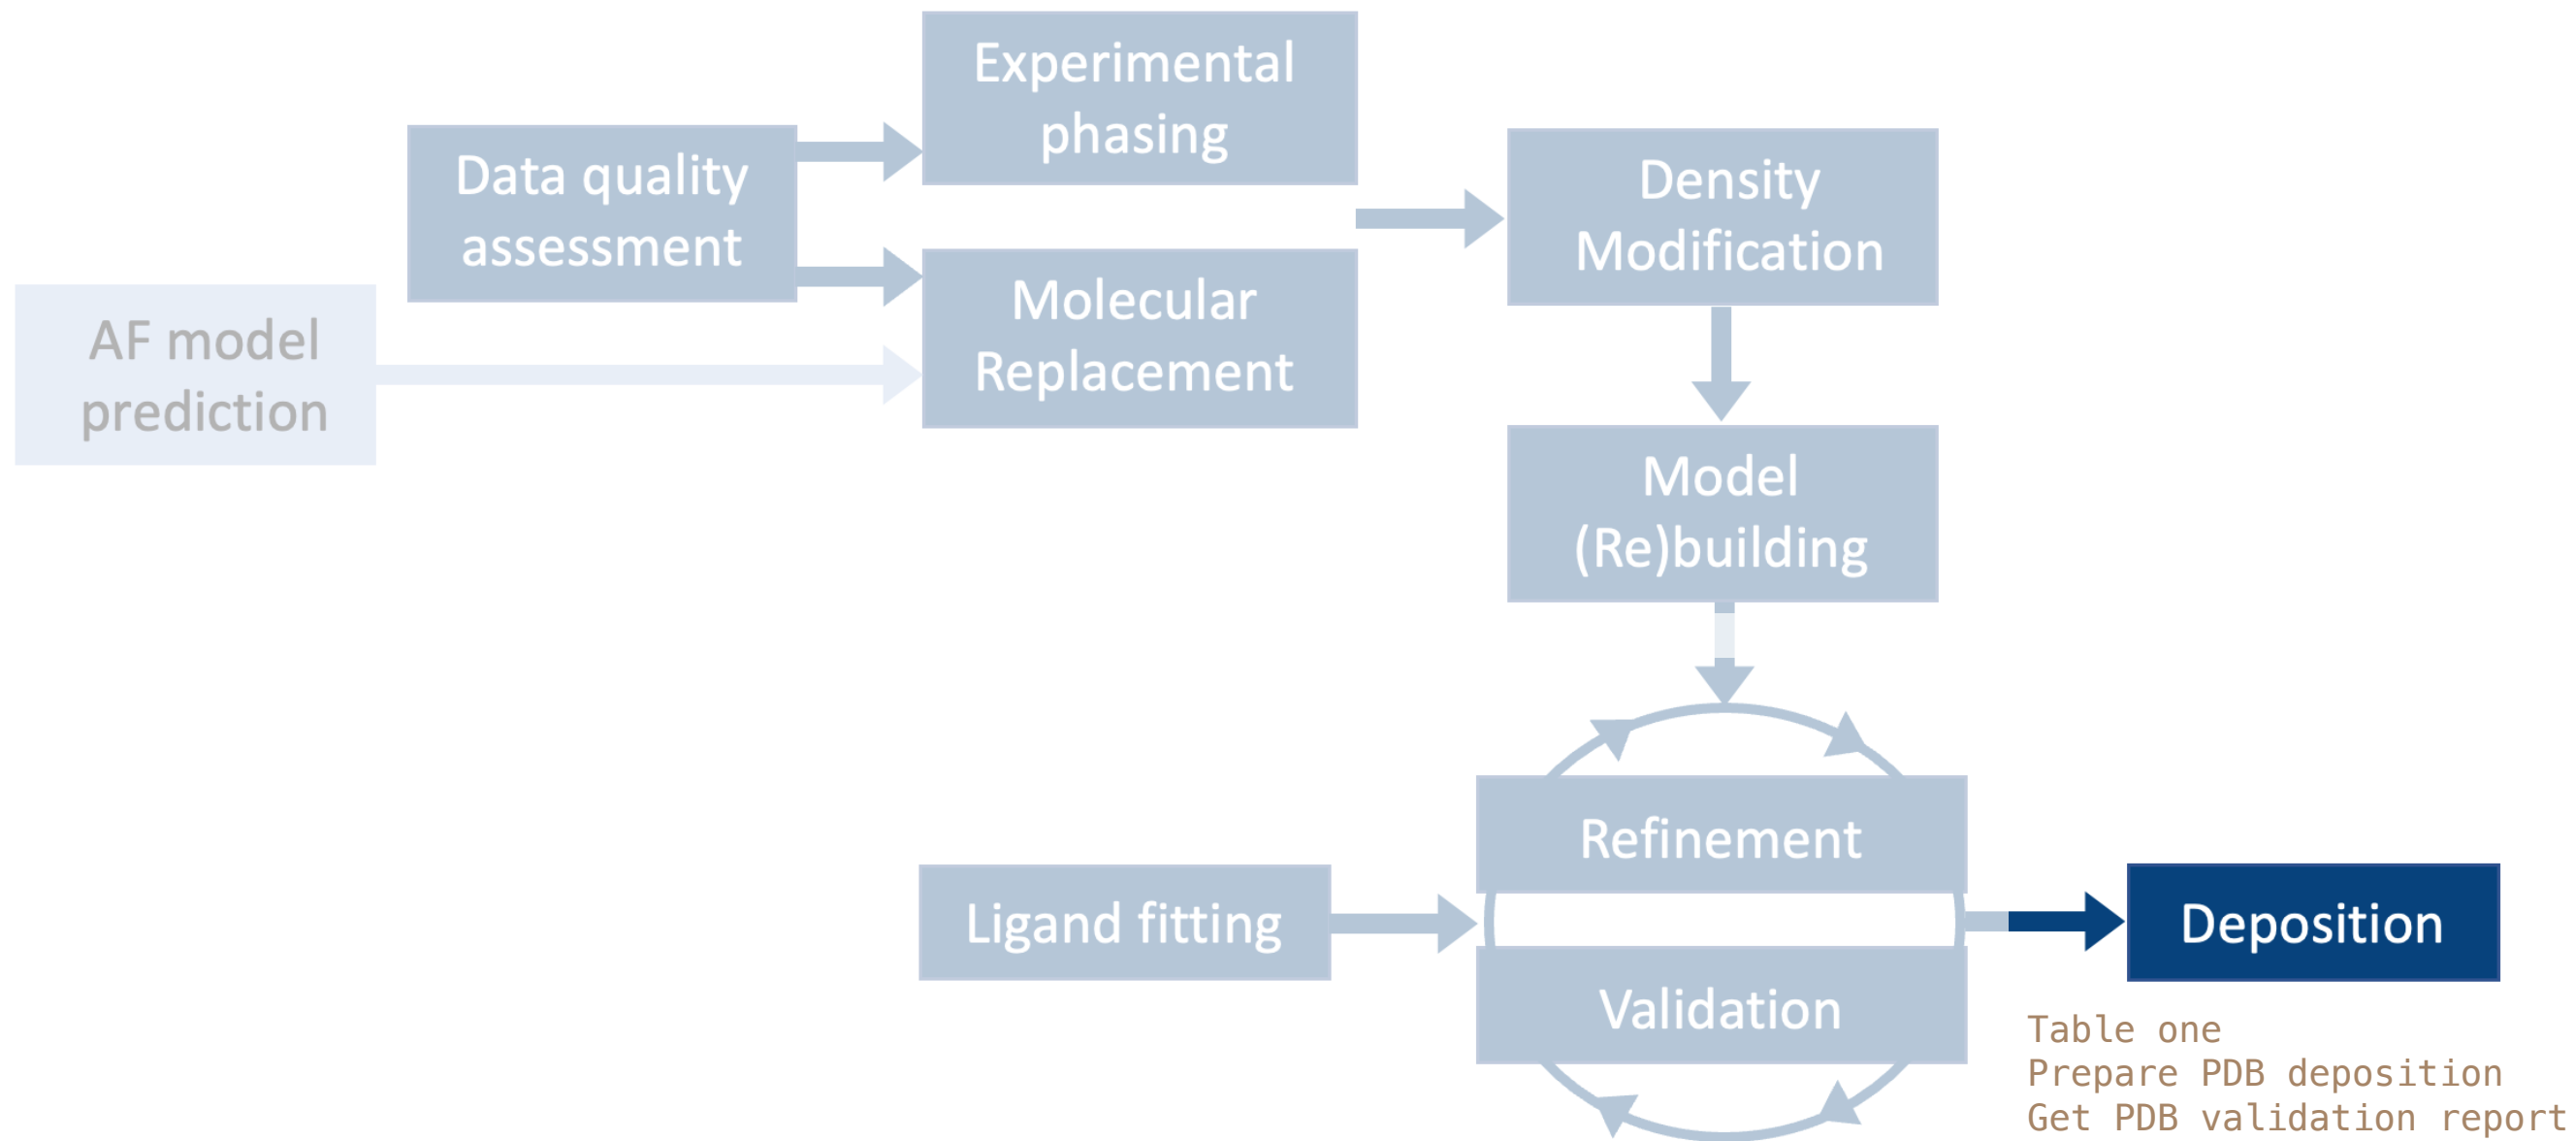 Experimental
phasing
Data quality
assessment
Density
Modification
Molecular
Replacement
AF model
prediction
Model
(Re)building
Refinement
Ligand fitting
Deposition
Validation
Table one
Prepare PDB deposition
Get PDB validation report